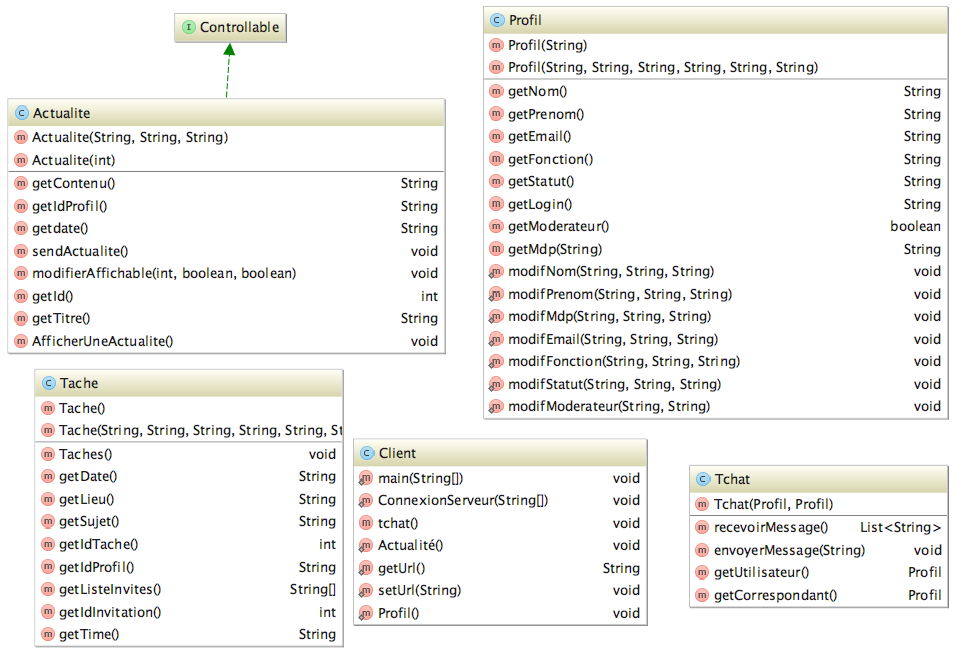 I Controllable
C Actualite
m Actualite(String, String, String)
m Actualite(int)
m getContenu() String
m getIdProfil() String
m getdate() String
m sendActualite() void
m modifierAffichable(int, boolean, boolean) void
m getId() int
m getTitre() String
m AfficherUneActualite() void
C Profil
m Profil(String)
m Profil(String, String, String, String, String, String)
m getNom() String
m getPrenom() String
m getEmail() String
m getFonction() String
m getStatut() String
m getLogin() String
m getModerateur() boolean
m getMdp(String) String
m modifNom(String, String, String) void
m modifPrenom(String, String, String) void
m modifMdp(String, String, String) void
m modifEmail(String, String, String) void
m modifFonction(String, String, String) void
m modifStatut(String, String, String) void
m modifModerateur(String, String) void
C Tache
m Tache()
m Tache(String, String, String, String, String, St
m Taches() void
m getDate() String
m getLieu() String
m getSujet() String
m getIdTache() int
m getIdProfil() String
m getListeInvites() String[]
m getIdInvitation() int
m getTime() String
C Client
m main(String[]) void
m ConnexionServeur(String[]) void
m tchat() void
m Actualité() void
m getUrl() String
m setUrl(String) void
m Profil() void
C Tchat
m Tchat(Profil, Profil)
m recevoirMessage() List<String>
m envoyerMessage(String) void
m getUtilisateur() Profil
m getCorrespondant() Profil